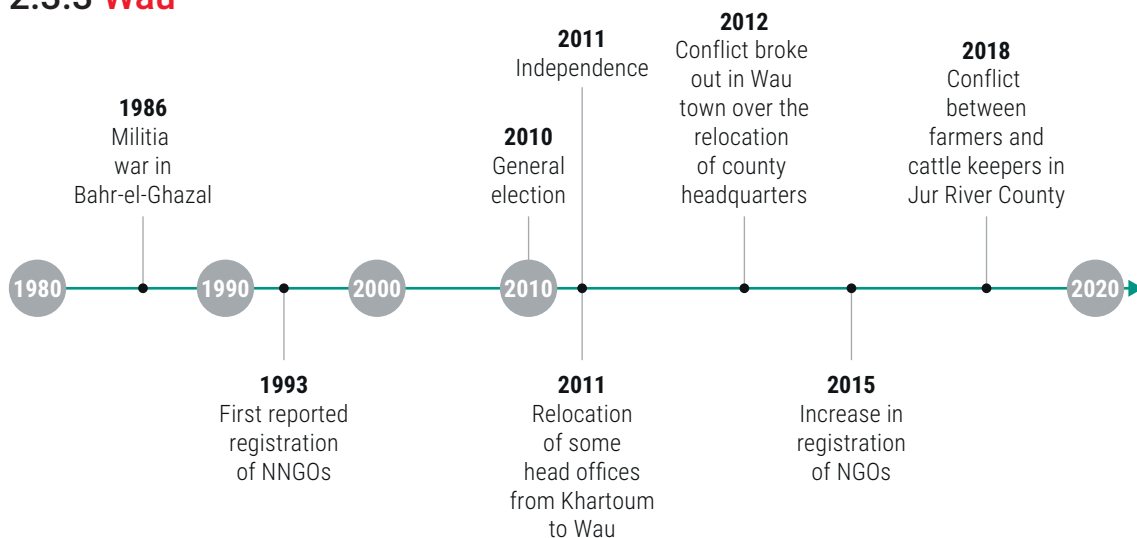 2.3.3 Wau
1986
Militia
war in
Bahr-el-Ghazal
2010
General
election
2011
Independence
2012
Conflict broke
out in Wau
town over the
relocation
of county
headquarters
2018
Conflict
between
farmers and
cattle keepers in
Jur River County
1980
1990
2000
2010
2020
1993
First reported
registration
of NNGOs
2011
Relocation
of some
head offices
from Khartoum
to Wau
2015
Increase in
registration
of NGOs